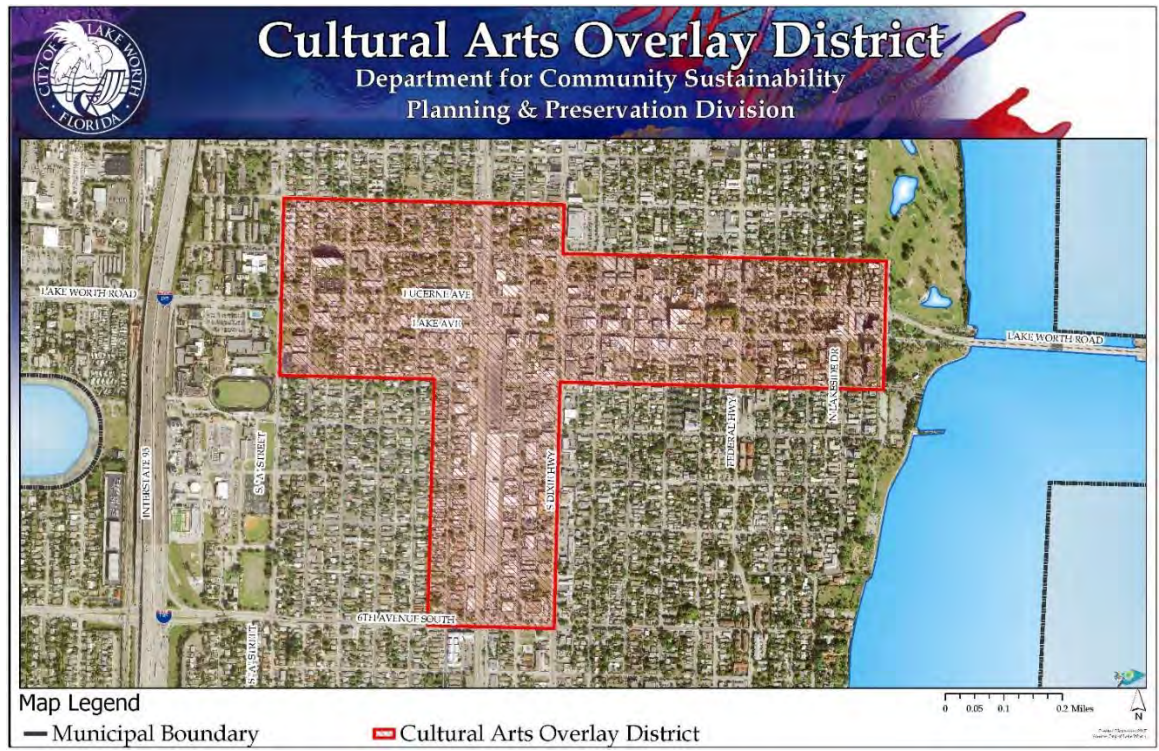 CITY OF LAKE WORTH
FLORIDA
Cultural Arts Overlay District
Department for Community Sustainability
Planning & Preservation Division
LAKE WORTH ROAD
LUCERNE AVE
LAKE AVE
LAKE WORTH ROAD
N LAKESIDE DR
FEDERAL HWY
S DIXIE HWY
INTERSTATE 95
S. 'A' STREET
6TH AVENUE SOUTH
S. 'A' STREET
Map Legend
Municipal Boundary
Cultural Arts Overlay District
0 0.05 0.1 0.2 Miles
N